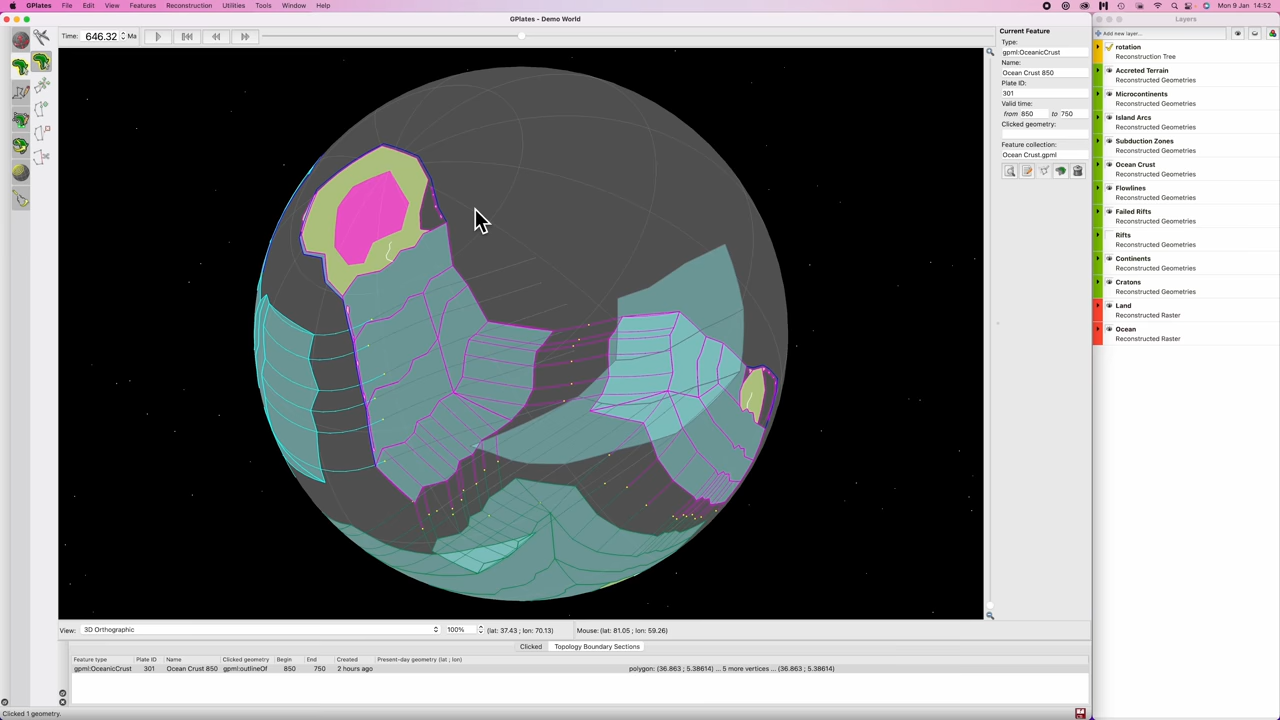 GPlates File Edit View Features Reconstruction Utilities Tools Window Help Mon 9 Jan 14:52
GPlates - Demo World
Layers
Time: 646.32 Ma
Current Feature
Type:
gpml:OceanicCrust
Name:
Ocean Crust 850
Plate ID:
301
Valid time:
from 850 to 750
Clicked geometry:
Feature collection:
Ocean Crust.gpml
Add new layer...
rotation
Reconstruction Tree
Accreted Terrain
Reconstructed Geometries
Microcontinents
Reconstructed Geometries
Island Arcs
Reconstructed Geometries
Subduction Zones
Reconstructed Geometries
Ocean Crust
Reconstructed Geometries
Flowlines
Reconstructed Geometries
Failed Rifts
Reconstructed Geometries
Rifts
Reconstructed Geometries
Continents
Reconstructed Geometries
Cratons
Reconstructed Geometries
Land
Reconstructed Raster
Ocean
Reconstructed Raster
View: 3D Orthographic 100% (lat: 37.43 ; lon: 70.13) Mouse: (lat: 81.05 ; lon: 59.26)
Clicked Topology Boundary Sections
Feature type Plate ID Name Clicked geometry Begin End Created Present-day geometry (lat ; lon)
gpml:OceanicCrust 301 Ocean Crust 850 gpml:outlineOf 850 750 2 hours ago polygon: (36.863 ; 5.38614) ... 5 more vertices ... (36.863 ; 5.38614)
Clicked 1 geometry.